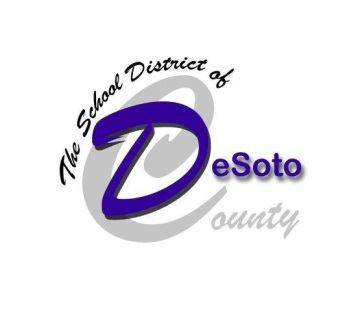 The School District of
DeSoto
County